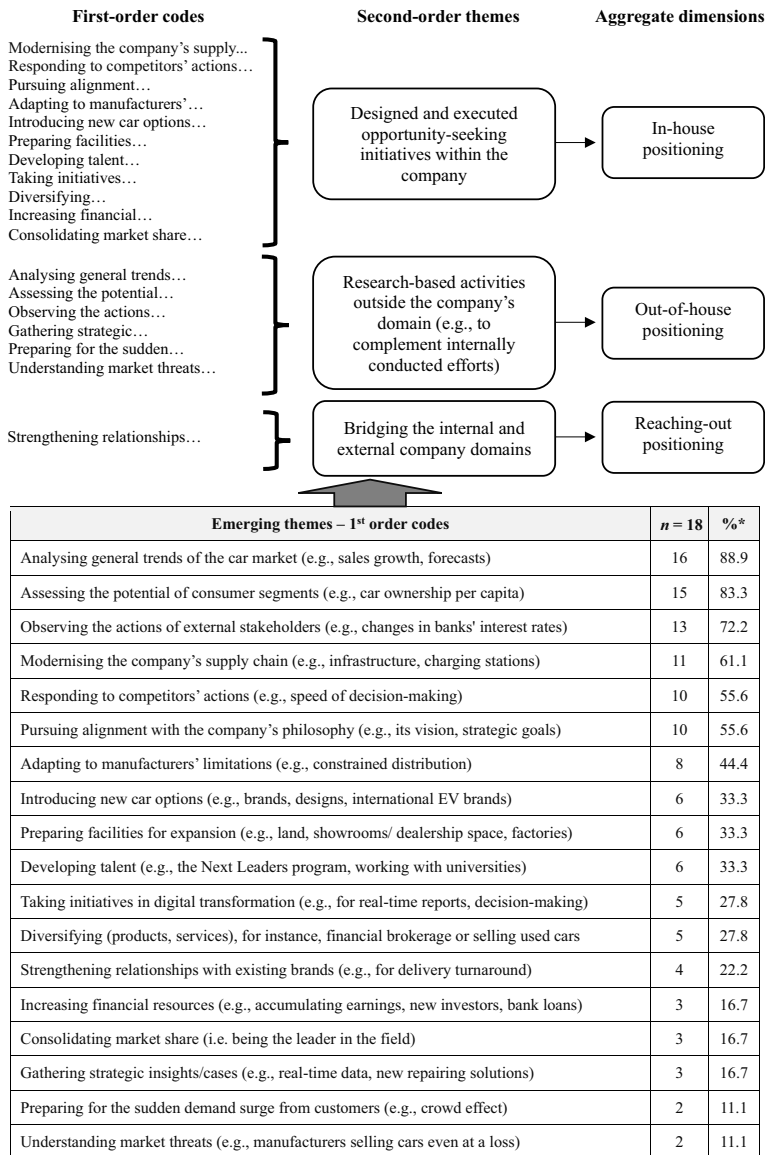 First-order codes
Second-order themes
Aggregate dimensions
Modernising the company’s supply...
Responding to competitors’ actions…
Pursuing alignment…
Adapting to manufacturers’…
Introducing new car options…
Preparing facilities…
Developing talent…
Taking initiatives…
Diversifying…
Increasing financial…
Consolidating market share…
Designed and executed
opportunity-seeking
initiatives within the
company
In-house
positioning
Analysing general trends…
Assessing the potential…
Observing the actions…
Gathering strategic…
Preparing for the sudden…
Understanding market threats…
Research-based activities
outside the company’s
domain (e.g., to
complement internally
conducted efforts)
Out-of-house
positioning
Strengthening relationships…
Bridging the internal and
external company domains
Reaching-out
positioning
Emerging themes – 1st order codes n = 18 %*
Analysing general trends of the car market (e.g., sales growth, forecasts) 16 88.9
Assessing the potential of consumer segments (e.g., car ownership per capita) 15 83.3
Observing the actions of external stakeholders (e.g., changes in banks' interest rates) 13 72.2
Modernising the company’s supply chain (e.g., infrastructure, charging stations) 11 61.1
Responding to competitors’ actions (e.g., speed of decision-making) 10 55.6
Pursuing alignment with the company’s philosophy (e.g., its vision, strategic goals) 10 55.6
Adapting to manufacturers’ limitations (e.g., constrained distribution) 8 44.4
Introducing new car options (e.g., brands, designs, international EV brands) 6 33.3
Preparing facilities for expansion (e.g., land, showrooms/ dealership space, factories) 6 33.3
Developing talent (e.g., the Next Leaders program, working with universities) 6 33.3
Taking initiatives in digital transformation (e.g., for real-time reports, decision-making) 5 27.8
Diversifying (products, services), for instance, financial brokerage or selling used cars 5 27.8
Strengthening relationships with existing brands (e.g., for delivery turnaround) 4 22.2
Increasing financial resources (e.g., accumulating earnings, new investors, bank loans) 3 16.7
Consolidating market share (i.e. being the leader in the field) 3 16.7
Gathering strategic insights/cases (e.g., real-time data, new repairing solutions) 3 16.7
Preparing for the sudden demand surge from customers (e.g., crowd effect) 2 11.1
Understanding market threats (e.g., manufacturers selling cars even at a loss) 2 11.1